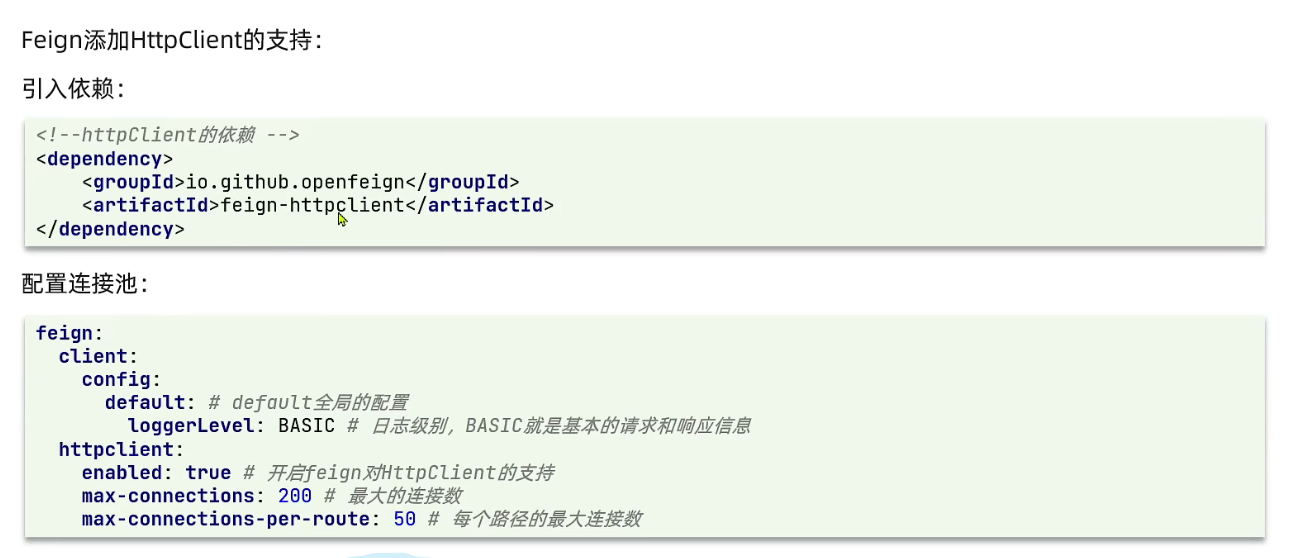 Feign添加HttpClient的支持：
引入依赖：
<!--httpClient的依赖 -->
<dependency>
    <groupId>io.github.openfeign</groupId>
    <artifactId>feign-httpclient</artifactId>
</dependency>
配置连接池：
feign:
  client:
    config:
      default: # default全局的配置
        loggerLevel: BASIC # 日志级别，BASIC就是基本的请求和响应信息
  httpclient:
    enabled: true # 开启feign对HttpClient的支持
    max-connections: 200 # 最大的连接数
    max-connections-per-route: 50 # 每个路径的最大连接数